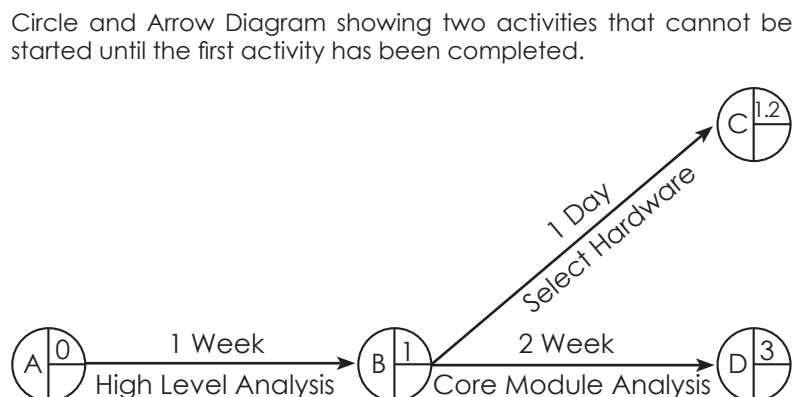 Circle and Arrow Diagram showing two activities that cannot be
started until the first activity has been completed.
C 1.2
1 Day
Select Hardware
A 0
1 Week
High Level Analysis
B 1
2 Week
Core Module Analysis
D 3